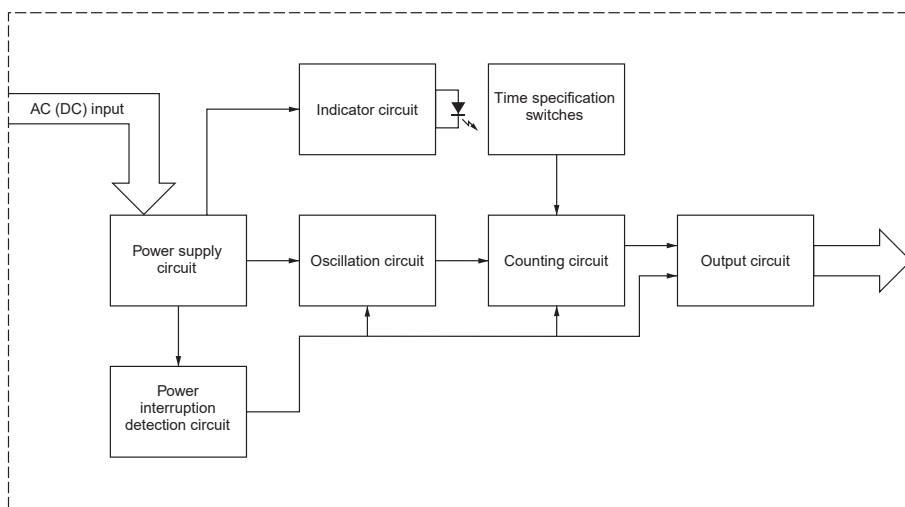 AC (DC) input
Indicator circuit
Time specification
switches
Power supply
circuit
Oscillation circuit
Counting circuit
Output circuit
Power
interruption
detection circuit